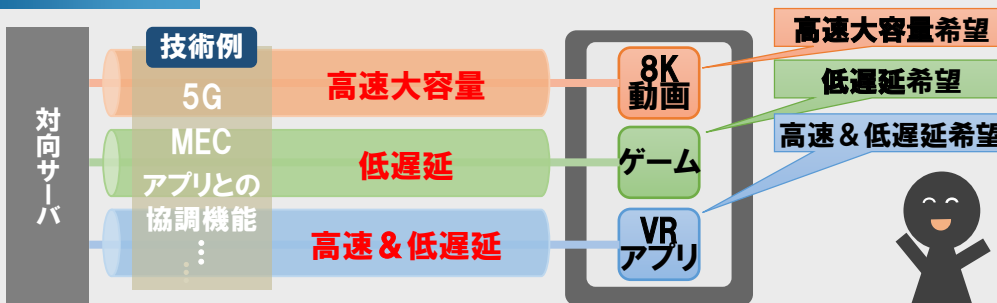 対向サーバ
技術例
5G
MEC
アプリとの
協調機能
⋮
高速大容量
低遅延
高速&低遅延
8K
動画
ゲーム
VR
アプリ
高速大容量希望
低遅延希望
高速&低遅延希望